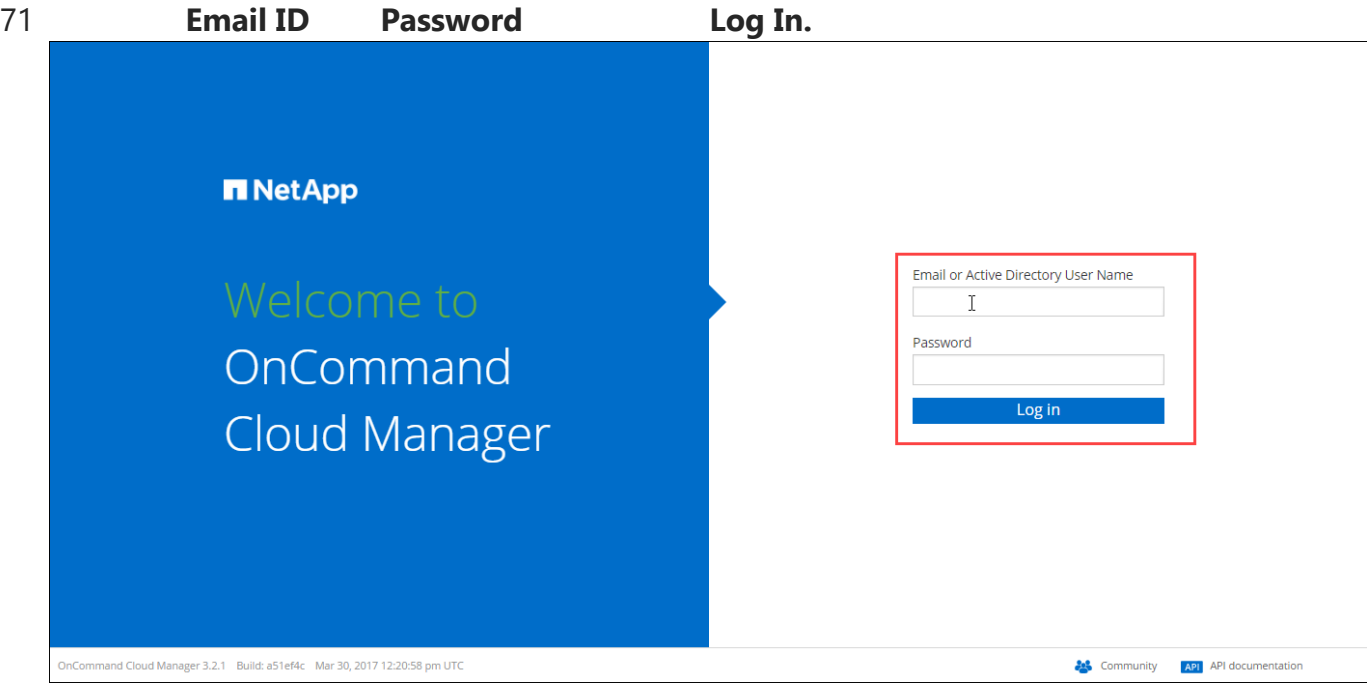 71 Email ID Password Log In.
NetApp
Welcome to
OnCommand
Cloud Manager
Email or Active Directory User Name
Password
Log in
OnCommand Cloud Manager 3.2.1 Build: a51ef4c Mar 30, 2017 12:20:58 pm UTC
Community API API documentation